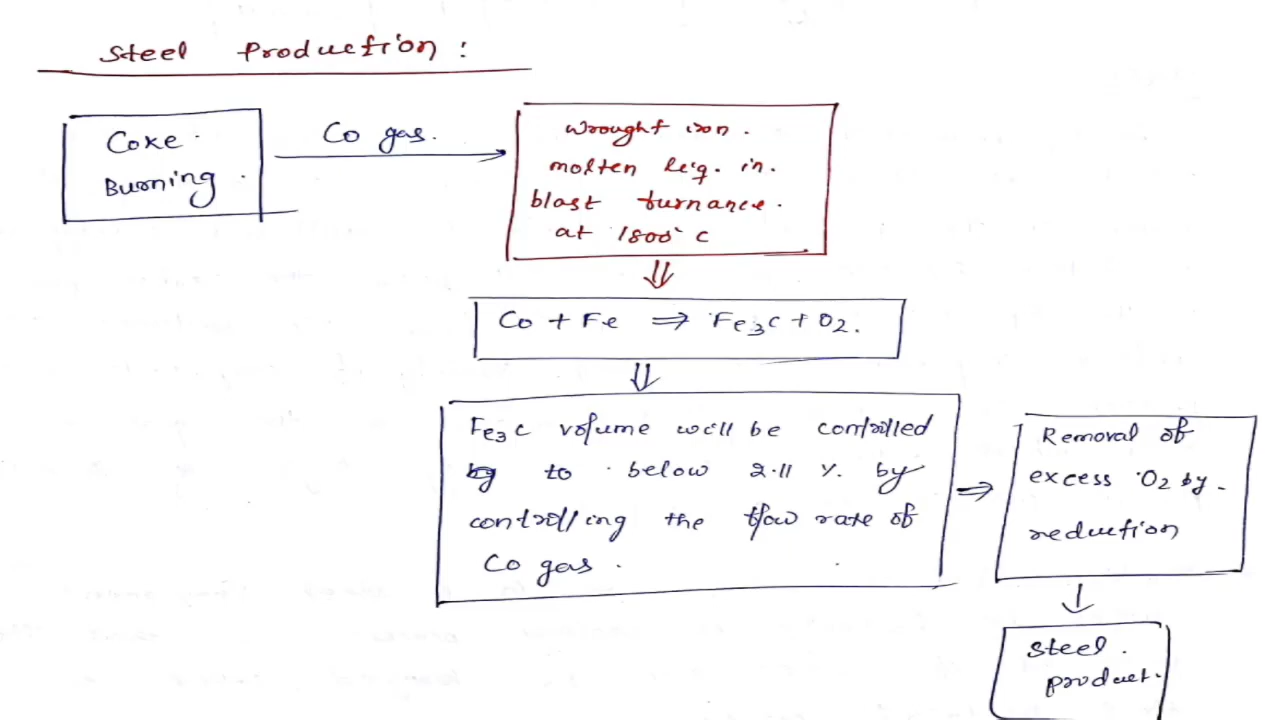 Steel Production :
Coke.
Burning.
Co gas.
Wrought iron.
molten liq. in.
blast furnance.
at 1800° c
Co + Fe ⇒ Fe3c + O2.
Fe3c volume will be controlled
to below 2.11 %. by
controlling the flow rate of
Co gas.
Removal of
excess O2 by.
reduction
Steel.
product.